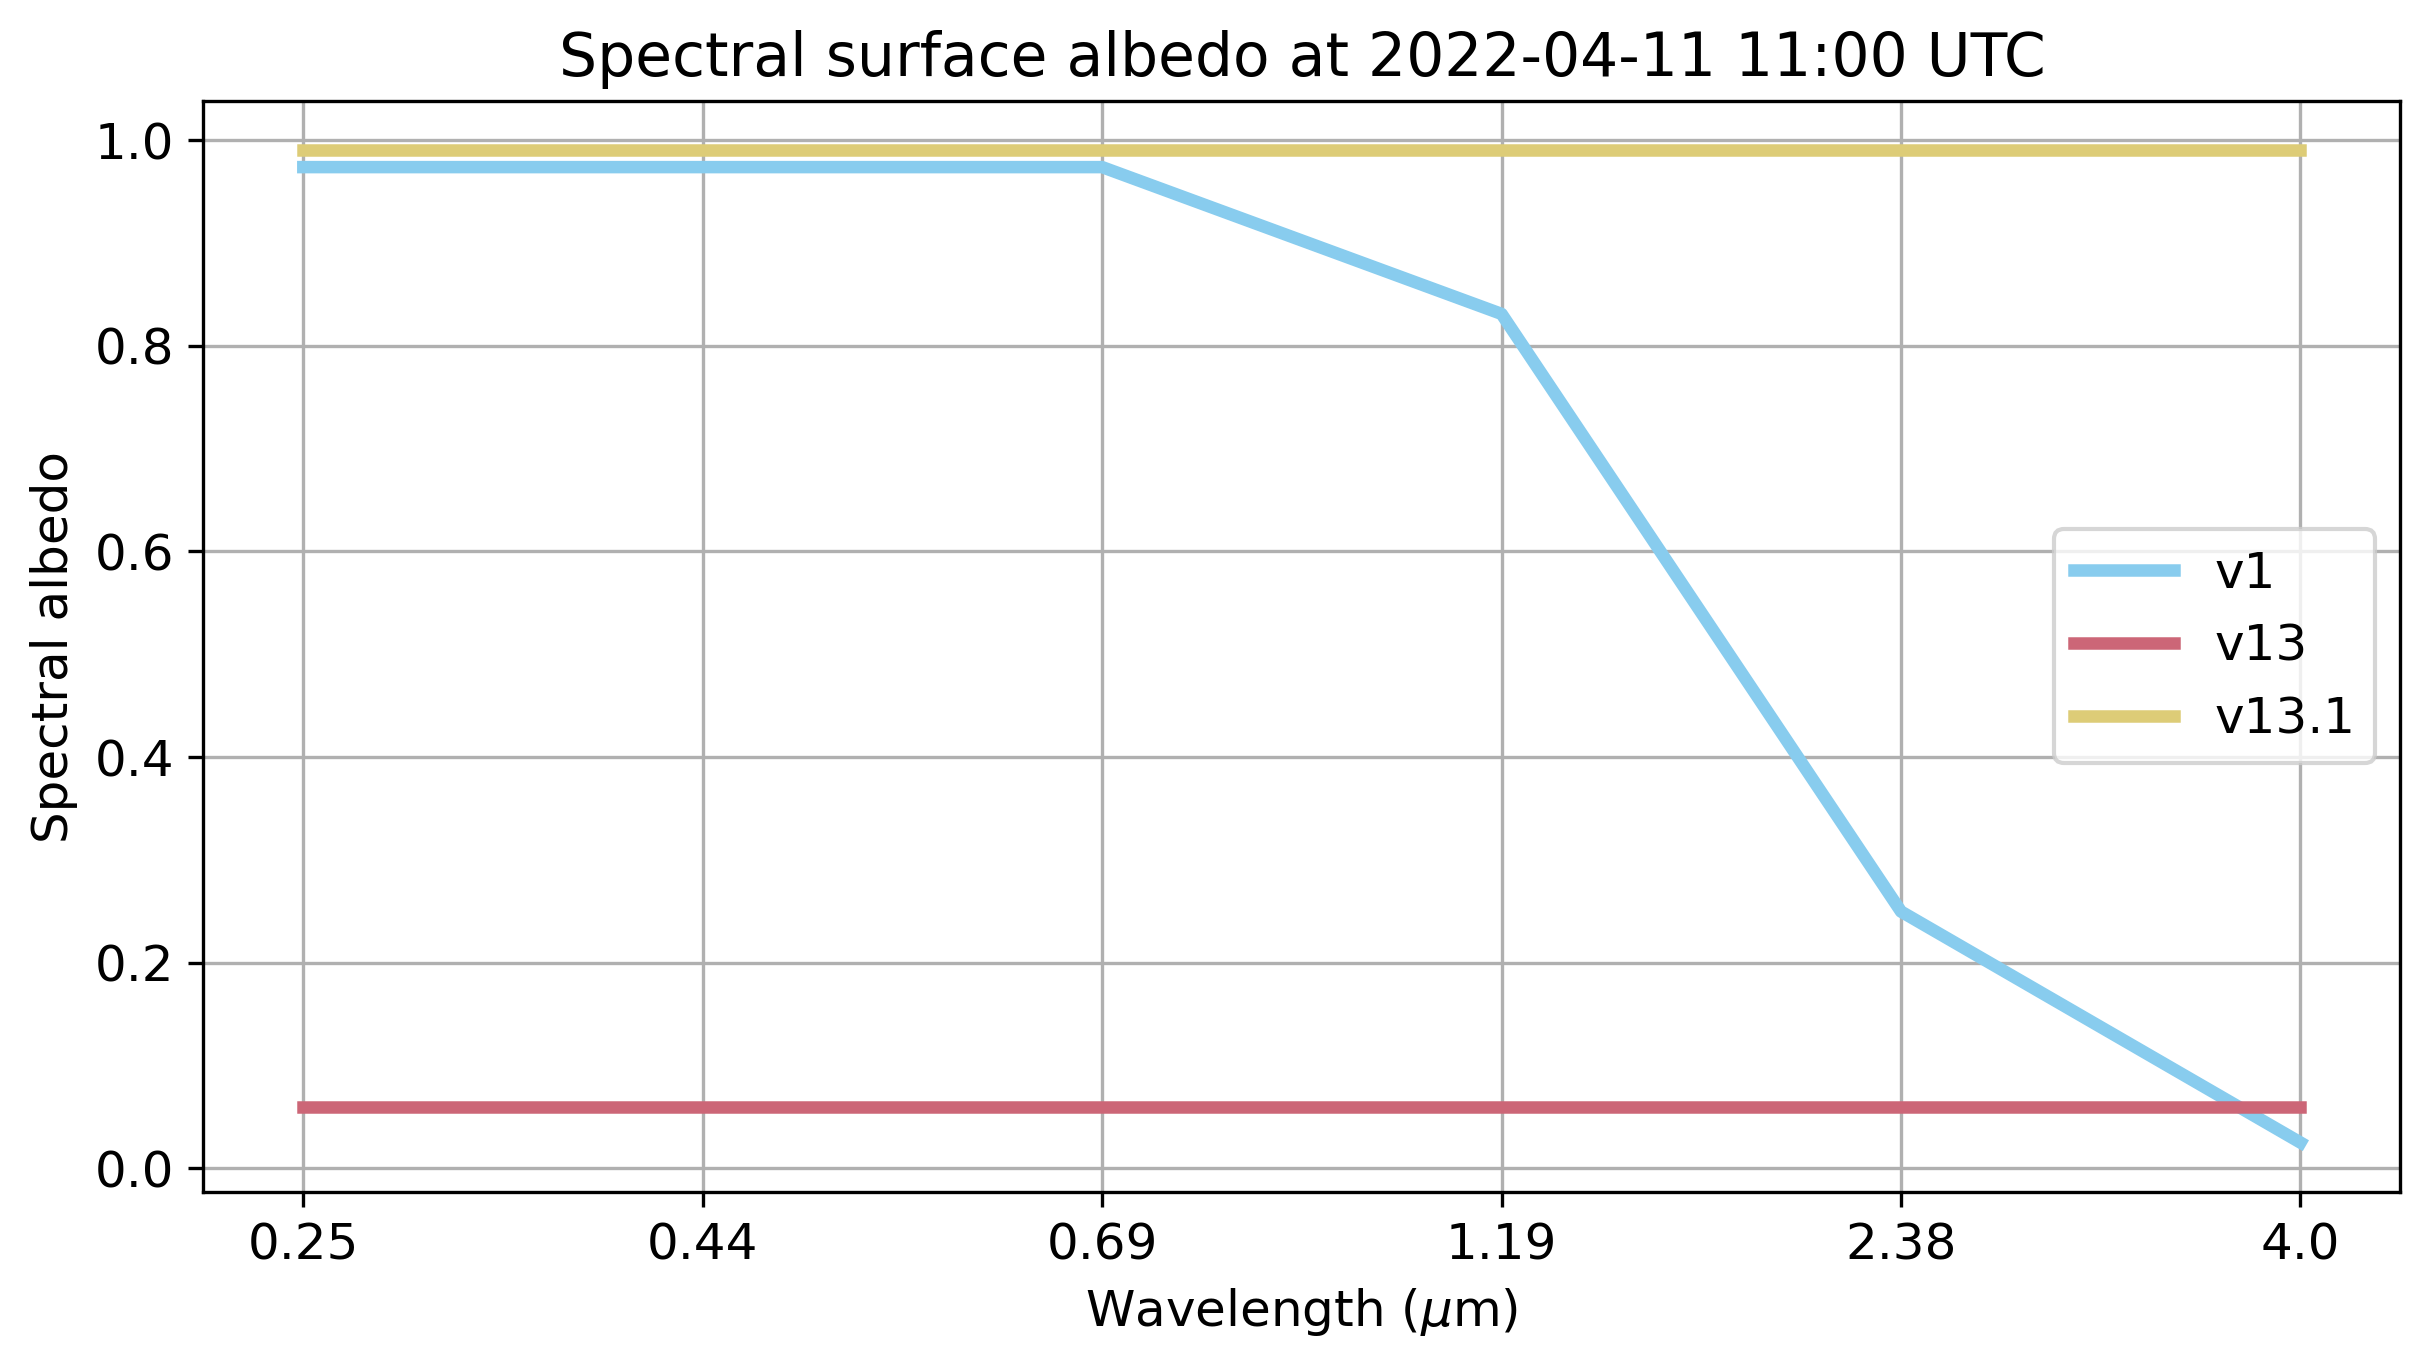 Spectral surface albedo at 2022-04-11 11:00 UTC
1.0
0.8
0.6
0.4
0.2
0.0
Spectral albedo
v1
v13
v13.1
0.25 0.44 0.69 1.19 2.38 4.0
Wavelength (μm)